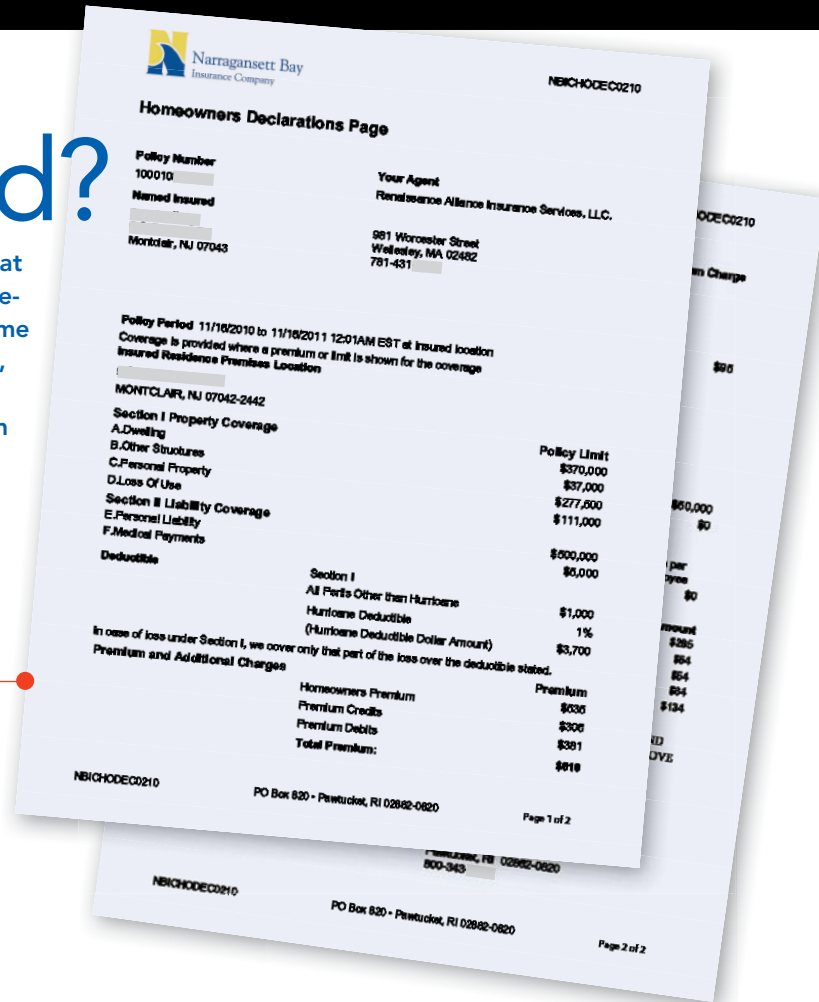 d?
at
e-
me
,
n
Narragansett Bay
Insurance Company
NBICHODEC0210
Homeowners Declarations Page
Policy Number
100010
Named Insured
Montclair, NJ 07043
Your Agent
Renaissance Alliance Insurance Services, LLC.
981 Worcester Street
Wellesley, MA 02482
781-431
Policy Period 11/16/2010 to 11/16/2011 12:01AM EST at insured location
Coverage is provided where a premium or limit is shown for the coverage
Insured Residence Premises Location
MONTCLAIR, NJ 07042-2442
Section I Property Coverage Policy Limit
A.Dwelling $370,000
B.Other Structures $37,000
C.Personal Property $277,500
D.Loss Of Use $111,000
Section II Liability Coverage
E.Personal Liability $500,000
F.Medical Payments $5,000
Deductible Section I
All Perils Other than Hurricane $1,000
Hurricane Deductible 1%
(Hurricane Deductible Dollar Amount) $3,700
In case of loss under Section I, we cover only that part of the loss over the deductible stated.
Premium and Additional Charges Premium
Homeowners Premium $535
Premium Credits
Premium Debits $381
Total Premium:
NBICHODEC0210 PO Box 820 • Pawtucket, RI 02862-0820 Page 1 of 2
ODEC0210
m Charge
$95
$50,000
$0
per
oyee
$0
mount
$54
$54
$84
$134
ND
OVE
Pawtucket, RI 02862-0820
800-343
NBICHODEC0210 PO Box 820 • Pawtucket, RI 02862-0820 Page 2 of 2